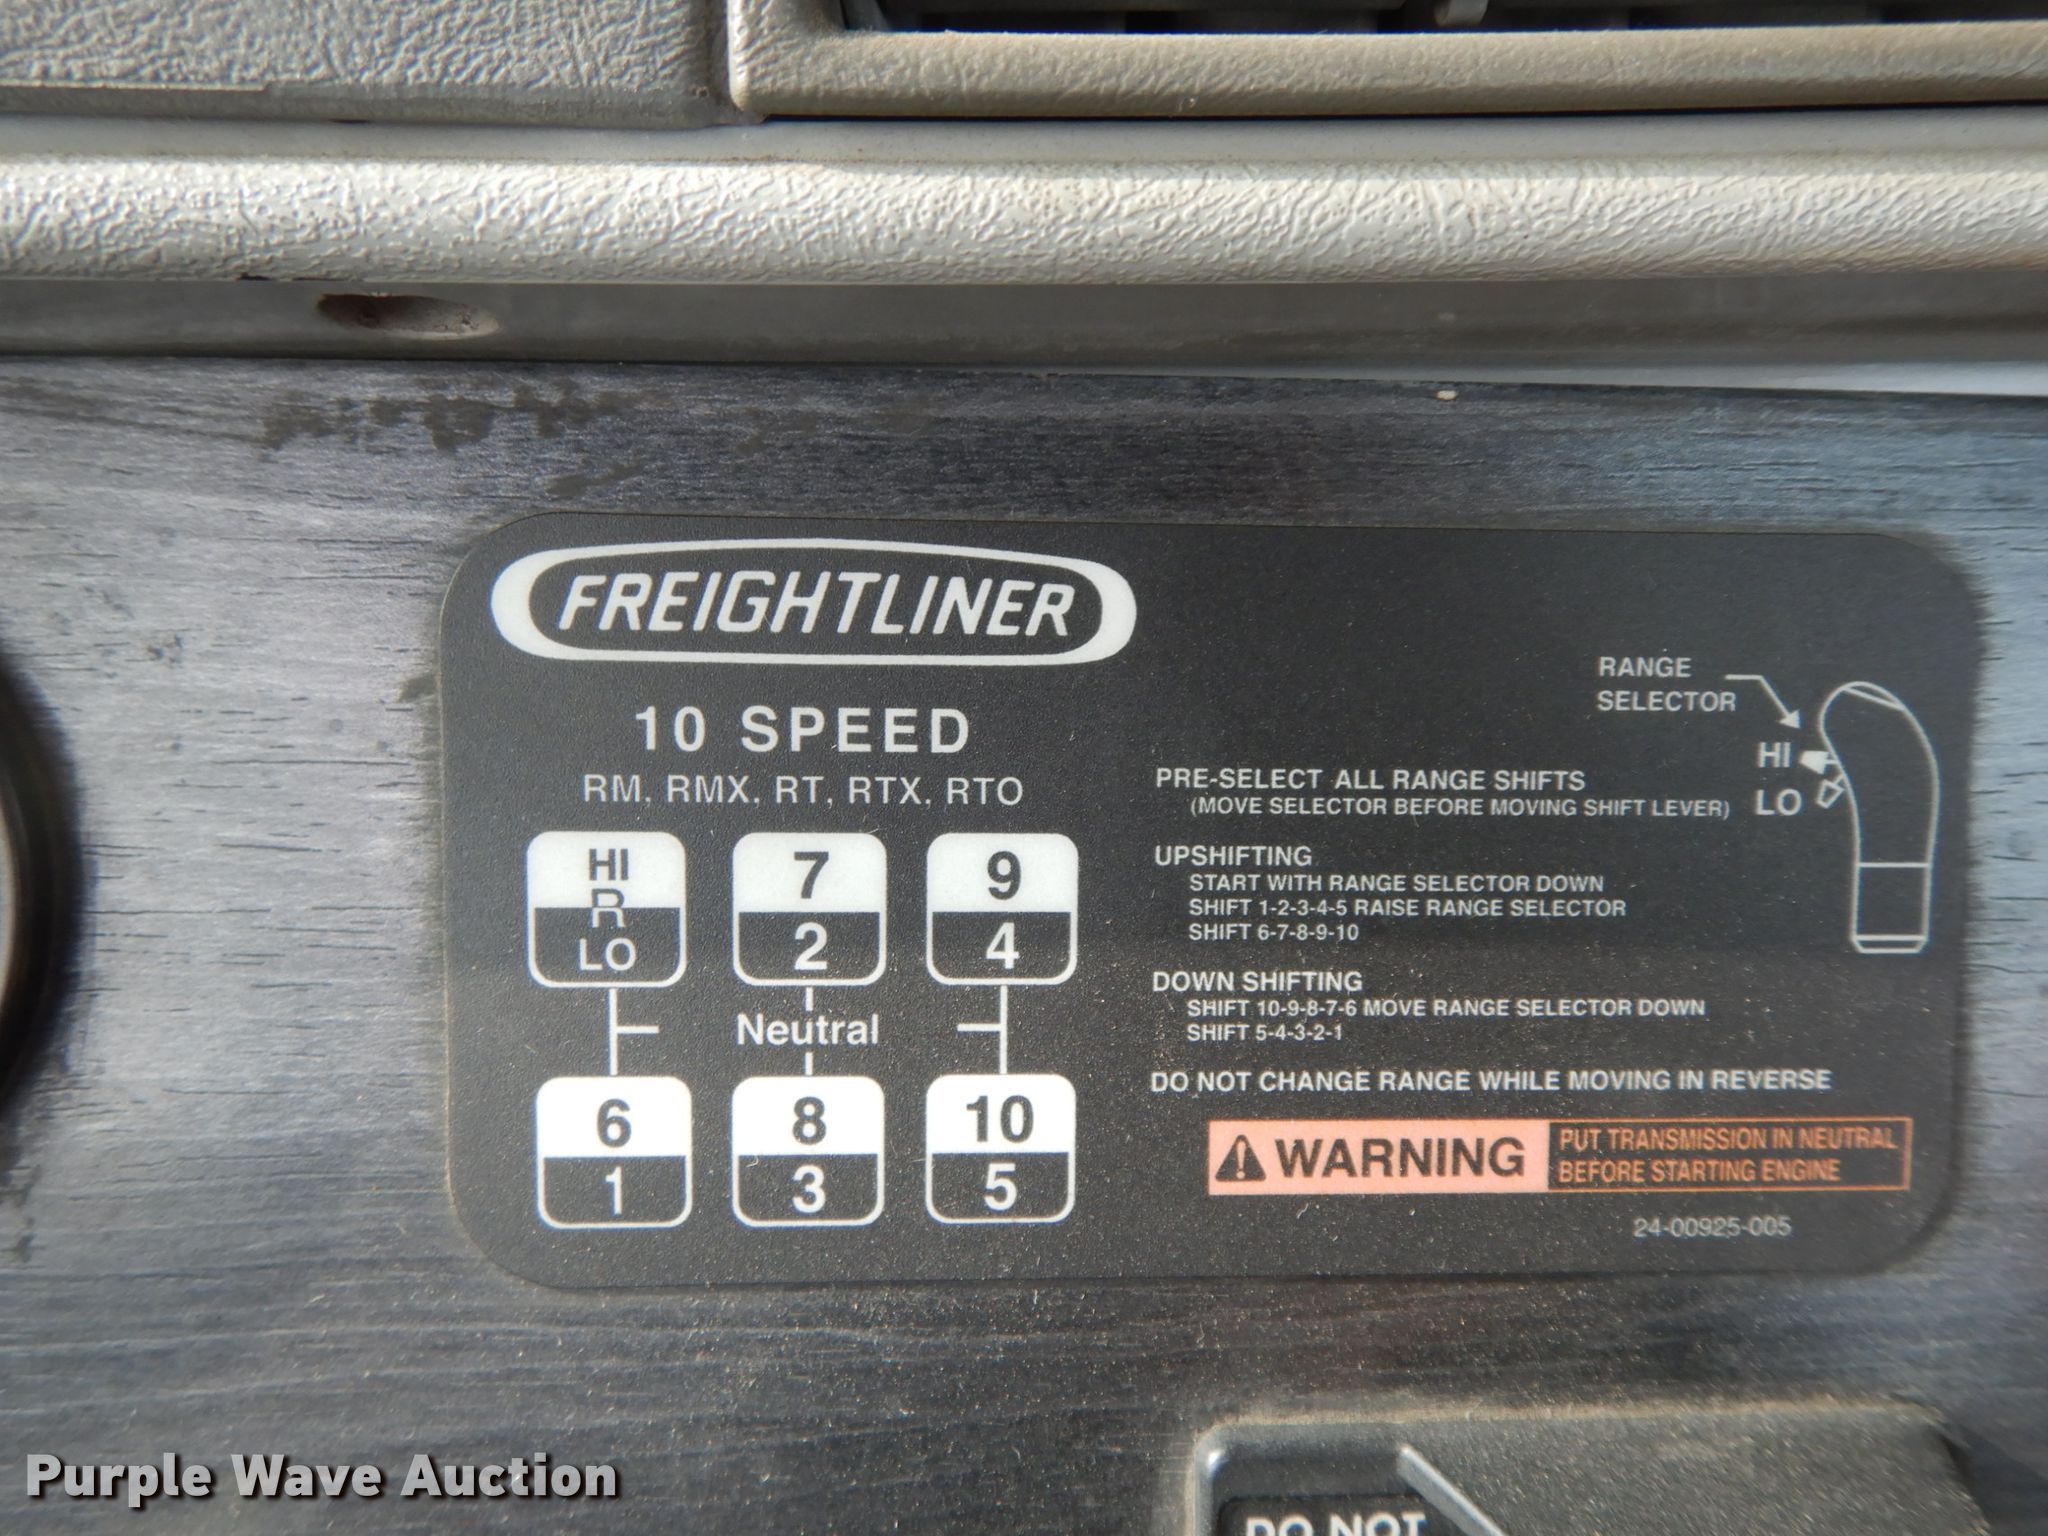 FREIGHTLINER
10 SPEED
RM, RMX, RT, RTX, RTO
HI 7 9
R
LO 2 4
Neutral
6 8 10
1 3 5
RANGE
SELECTOR
HI
LO
PRE-SELECT ALL RANGE SHIFTS
(MOVE SELECTOR BEFORE MOVING SHIFT LEVER)
UPSHIFTING
START WITH RANGE SELECTOR DOWN
SHIFT 1-2-3-4-5 RAISE RANGE SELECTOR
SHIFT 6-7-8-9-10
DOWN SHIFTING
SHIFT 10-9-8-7-6 MOVE RANGE SELECTOR DOWN
SHIFT 5-4-3-2-1
DO NOT CHANGE RANGE WHILE MOVING IN REVERSE
WARNING
PUT TRANSMISSION IN NEUTRAL
BEFORE STARTING ENGINE
24-00925-005
DO NOT
Purple Wave Auction